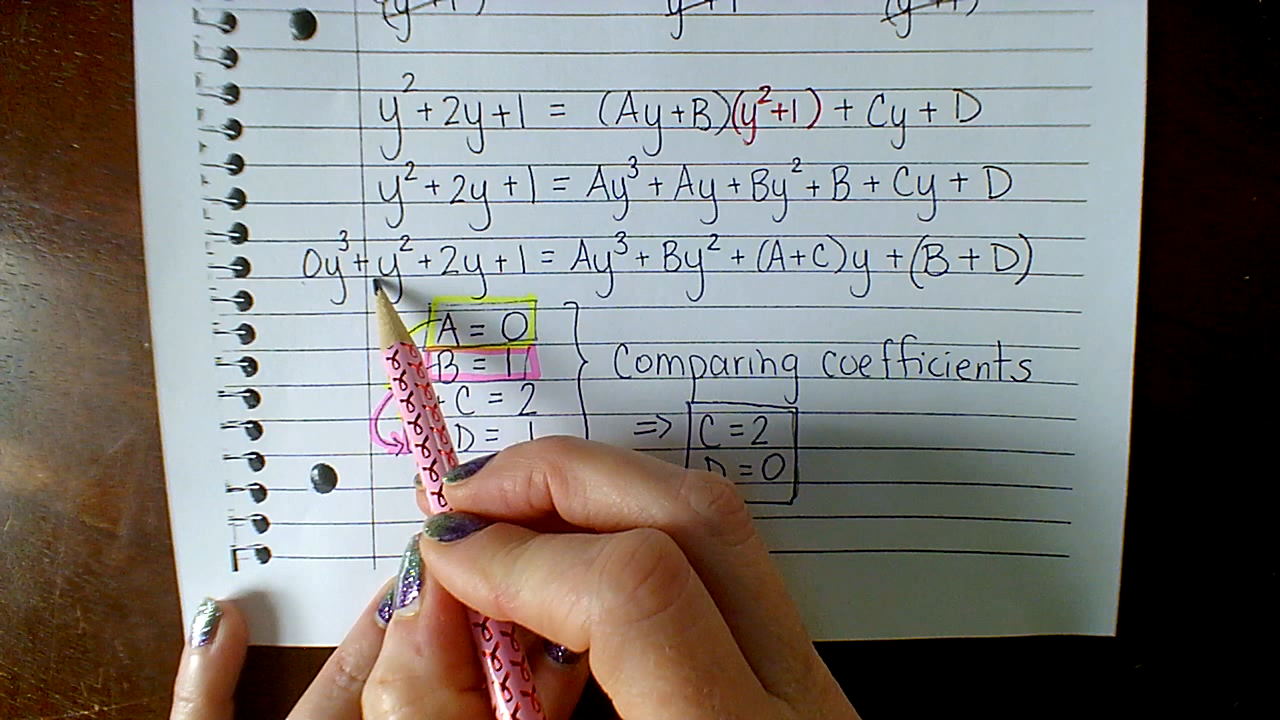 y² + 2y + 1 = (Ay + B)(y² + 1) + Cy + D
y² + 2y + 1 = Ay³ + Ay + By² + B + Cy + D
0y³ + y² + 2y + 1 = Ay³ + By² + (A + C)y + (B + D)
A = 0
B = 1
+ C = 2
D = 1
Comparing coefficients
=> C = 2
D = 0